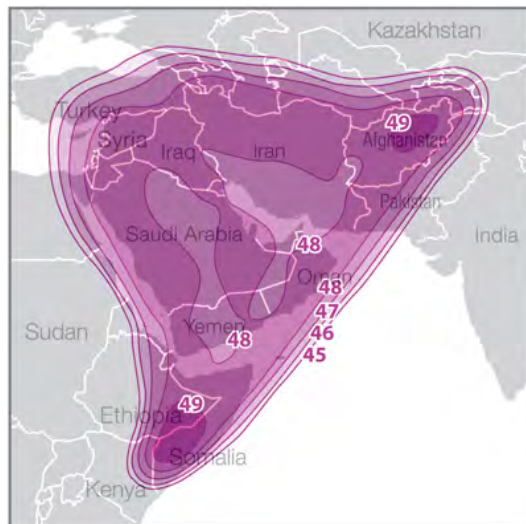 Kazakhstan
Turkey
49
Syria
Afghanistan
Iraq
Iran
Pakistan
Saudi Arabia
48
India
Oman
48
47
Sudan
Yemen
46
48
45
49
Ethiopia
Somalia
Kenya